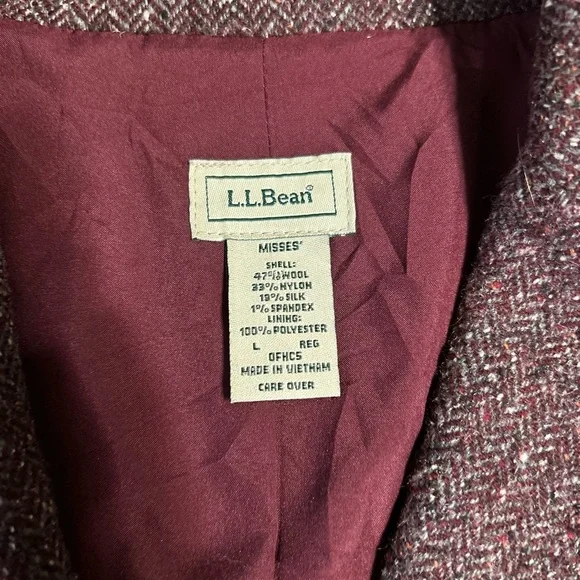 L.L.Bean®
MISSES'
SHELL:
47% WOOL
33% NYLON
19% SILK
1% SPANDEX
LINING:
100% POLYESTER
L REG
0FHC5
MADE IN VIETNAM
CARE OVER